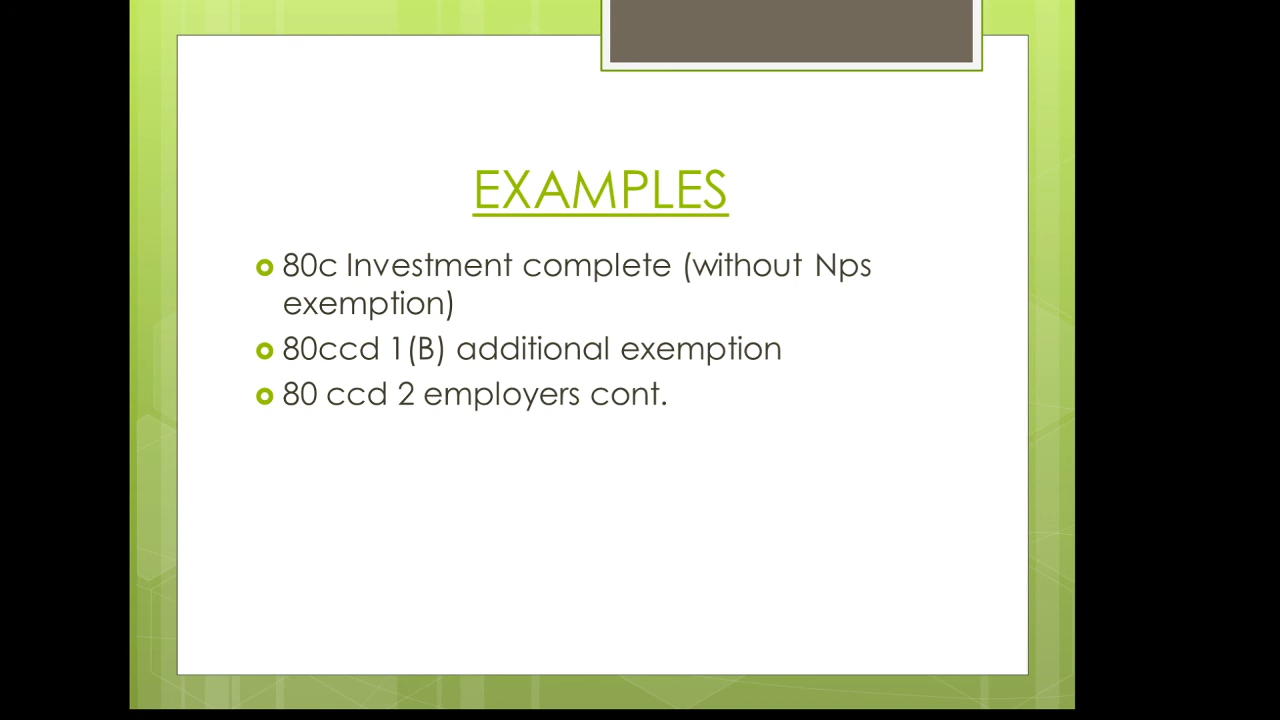 EXAMPLES
80c Investment complete (without Nps
exemption)
80ccd 1(B) additional exemption
80 ccd 2 employers cont.